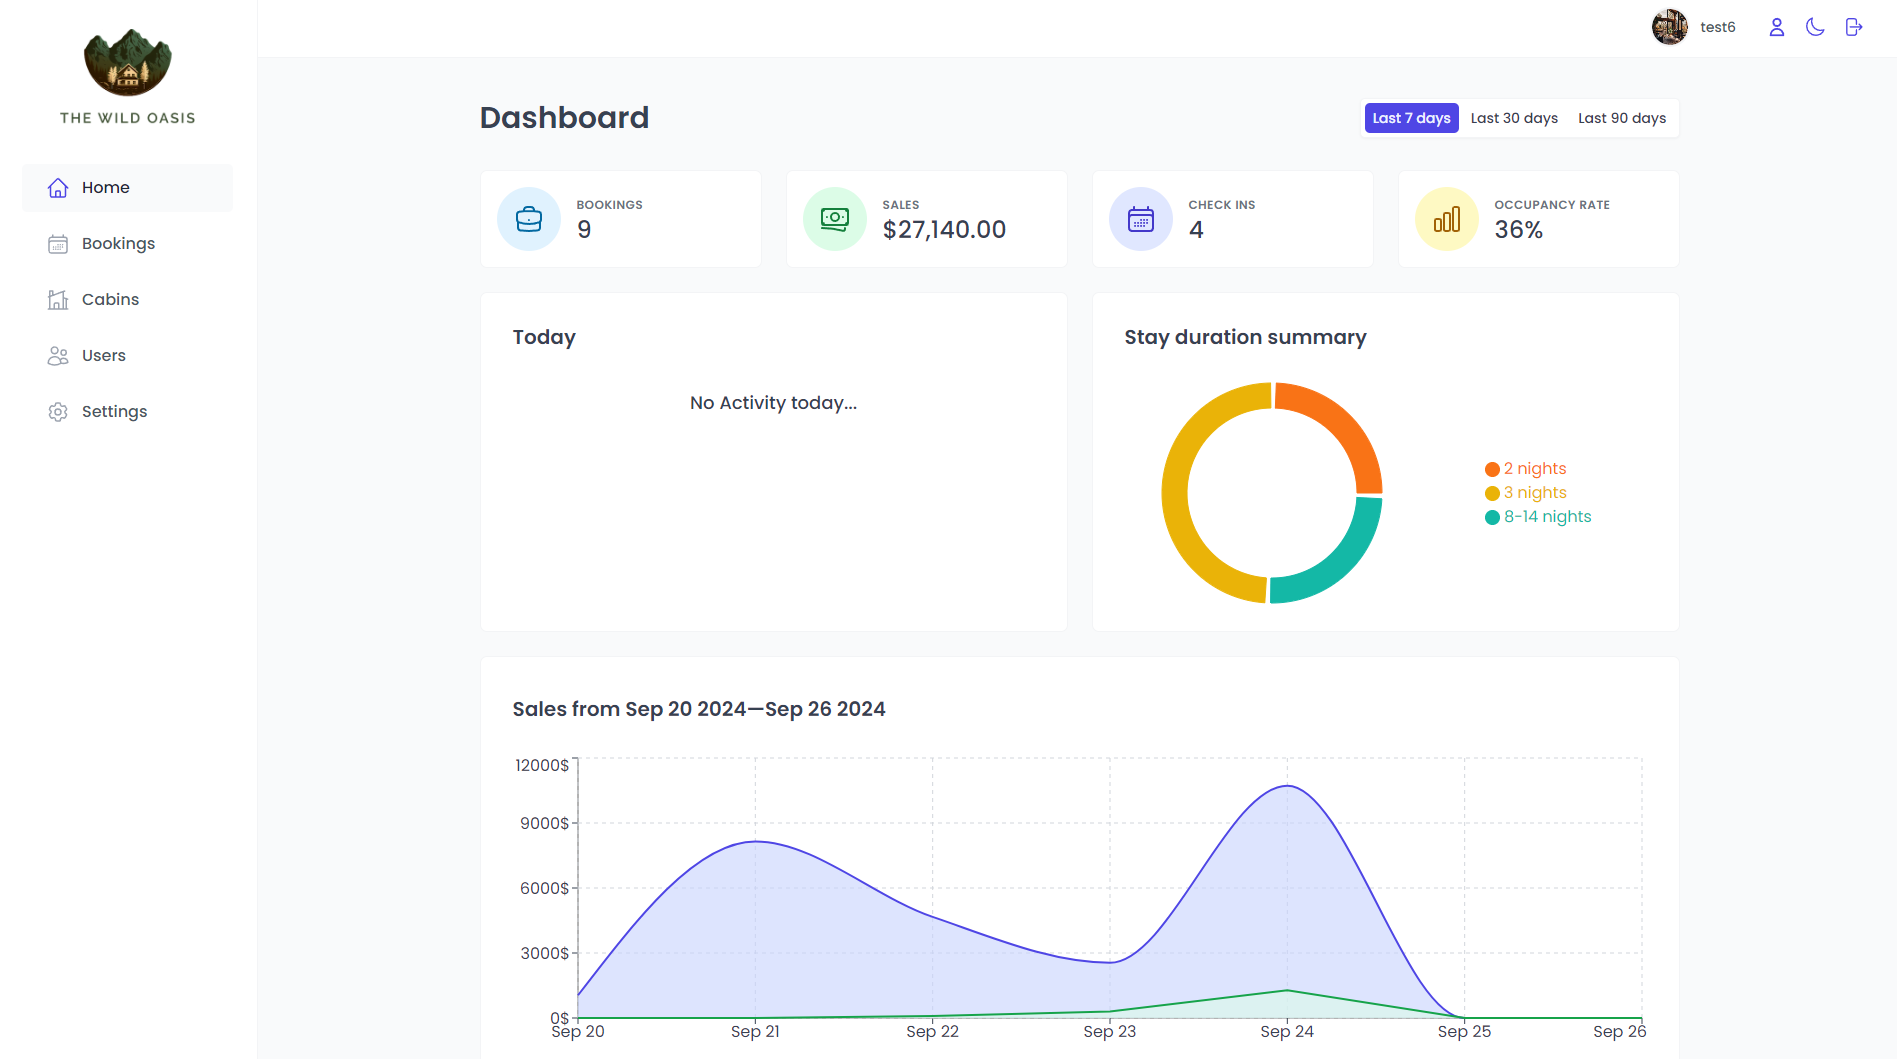 test6
THE WILD OASIS
Home
Bookings
Cabins
Users
Settings
Dashboard
Last 7 days Last 30 days Last 90 days
BOOKINGS
9
SALES
$27,140.00
CHECK INS
4
OCCUPANCY RATE
36%
Today
No Activity today...
Stay duration summary
2 nights
3 nights
8-14 nights
Sales from Sep 20 2024—Sep 26 2024
12000$
9000$
6000$
3000$
0$
Sep 20 Sep 21 Sep 22 Sep 23 Sep 24 Sep 25 Sep 26